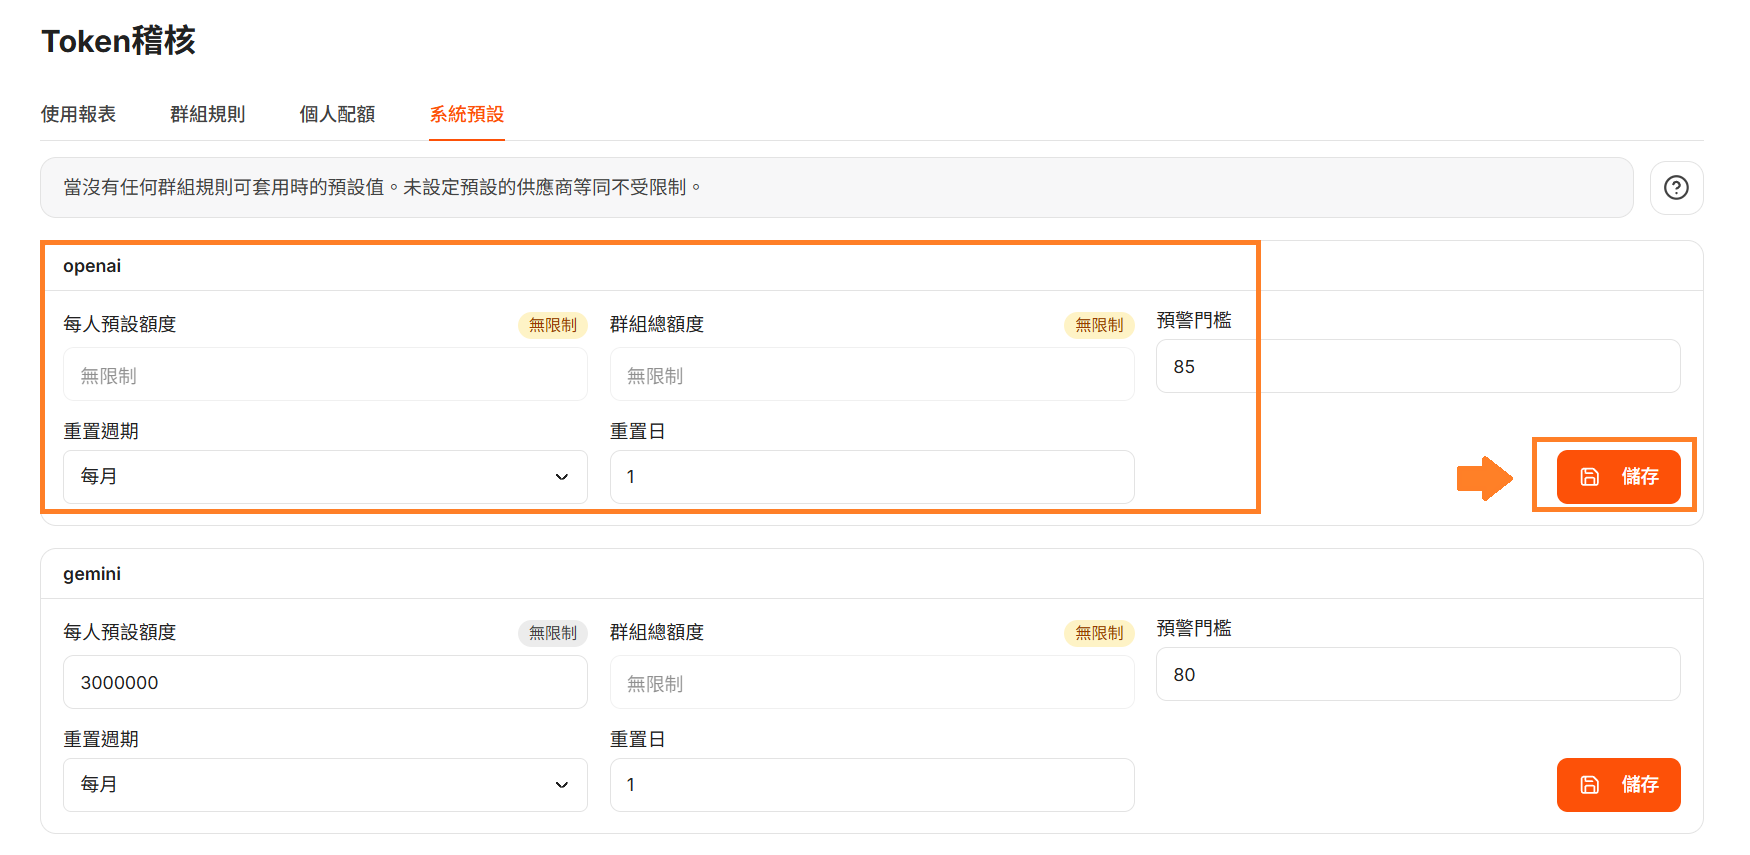 Token稽核
使用報表 群組規則 個人配額 系統預設
當沒有任何群組規則可套用時的預設值。未設定預設的供應商等同不受限制。
openai
每人預設額度 無限制 群組總額度 無限制 預警門檻
無限制 無限制 85
重置週期 重置日
每月 1 儲存
gemini
每人預設額度 無限制 群組總額度 無限制 預警門檻
3000000 無限制 80
重置週期 重置日
每月 1 儲存